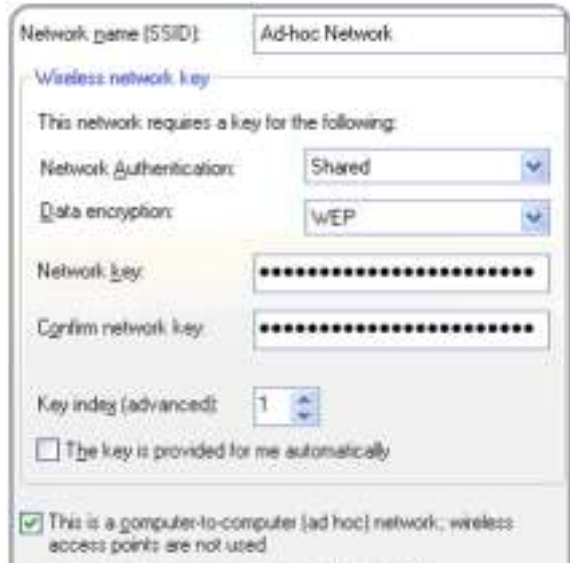 Network name (SSID): Ad-hoc Network
Wireless network key
This network requires a key for the following:
Network Authentication: Shared
Data encryption: WEP
Network key: ●●●●●●●●●●●●●●●●●●●●●●●
Confirm network key: ●●●●●●●●●●●●●●●●●●●●●●●
Key index (advanced): 1
The key is provided for me automatically
This is a computer-to-computer (ad hoc) network; wireless
access points are not used